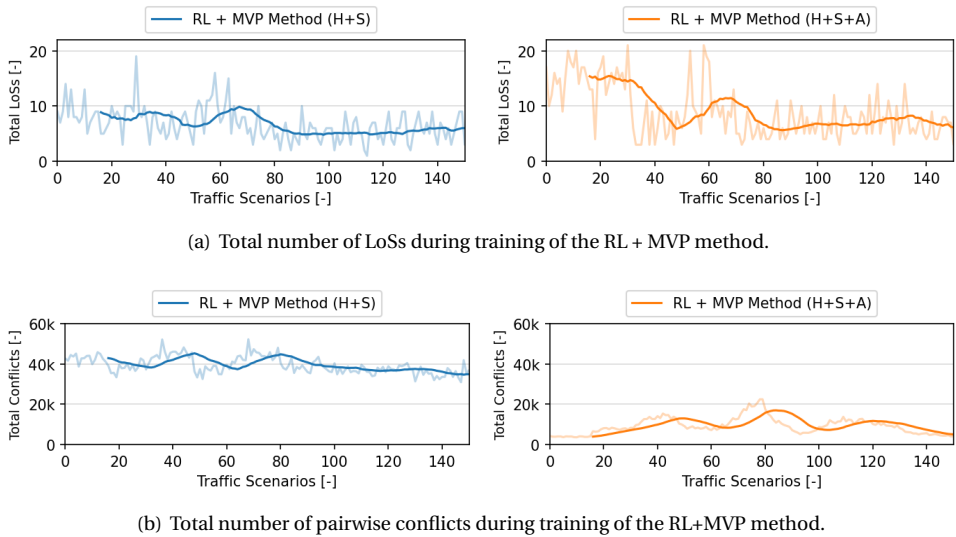 RL + MVP Method (H+S)
RL + MVP Method (H+S+A)
Total LoSs [-]
20
10
0
0 20 40 60 80 100 120 140
Traffic Scenarios [-]
Total LoSs [-]
20
10
0
0 20 40 60 80 100 120 140
Traffic Scenarios [-]
(a) Total number of LoSs during training of the RL + MVP method.
RL + MVP Method (H+S)
RL + MVP Method (H+S+A)
Total Conflicts [-]
60k
40k
20k
0
0 20 40 60 80 100 120 140
Traffic Scenarios [-]
Total Conflicts [-]
60k
40k
20k
0
0 20 40 60 80 100 120 140
Traffic Scenarios [-]
(b) Total number of pairwise conflicts during training of the RL+MVP method.